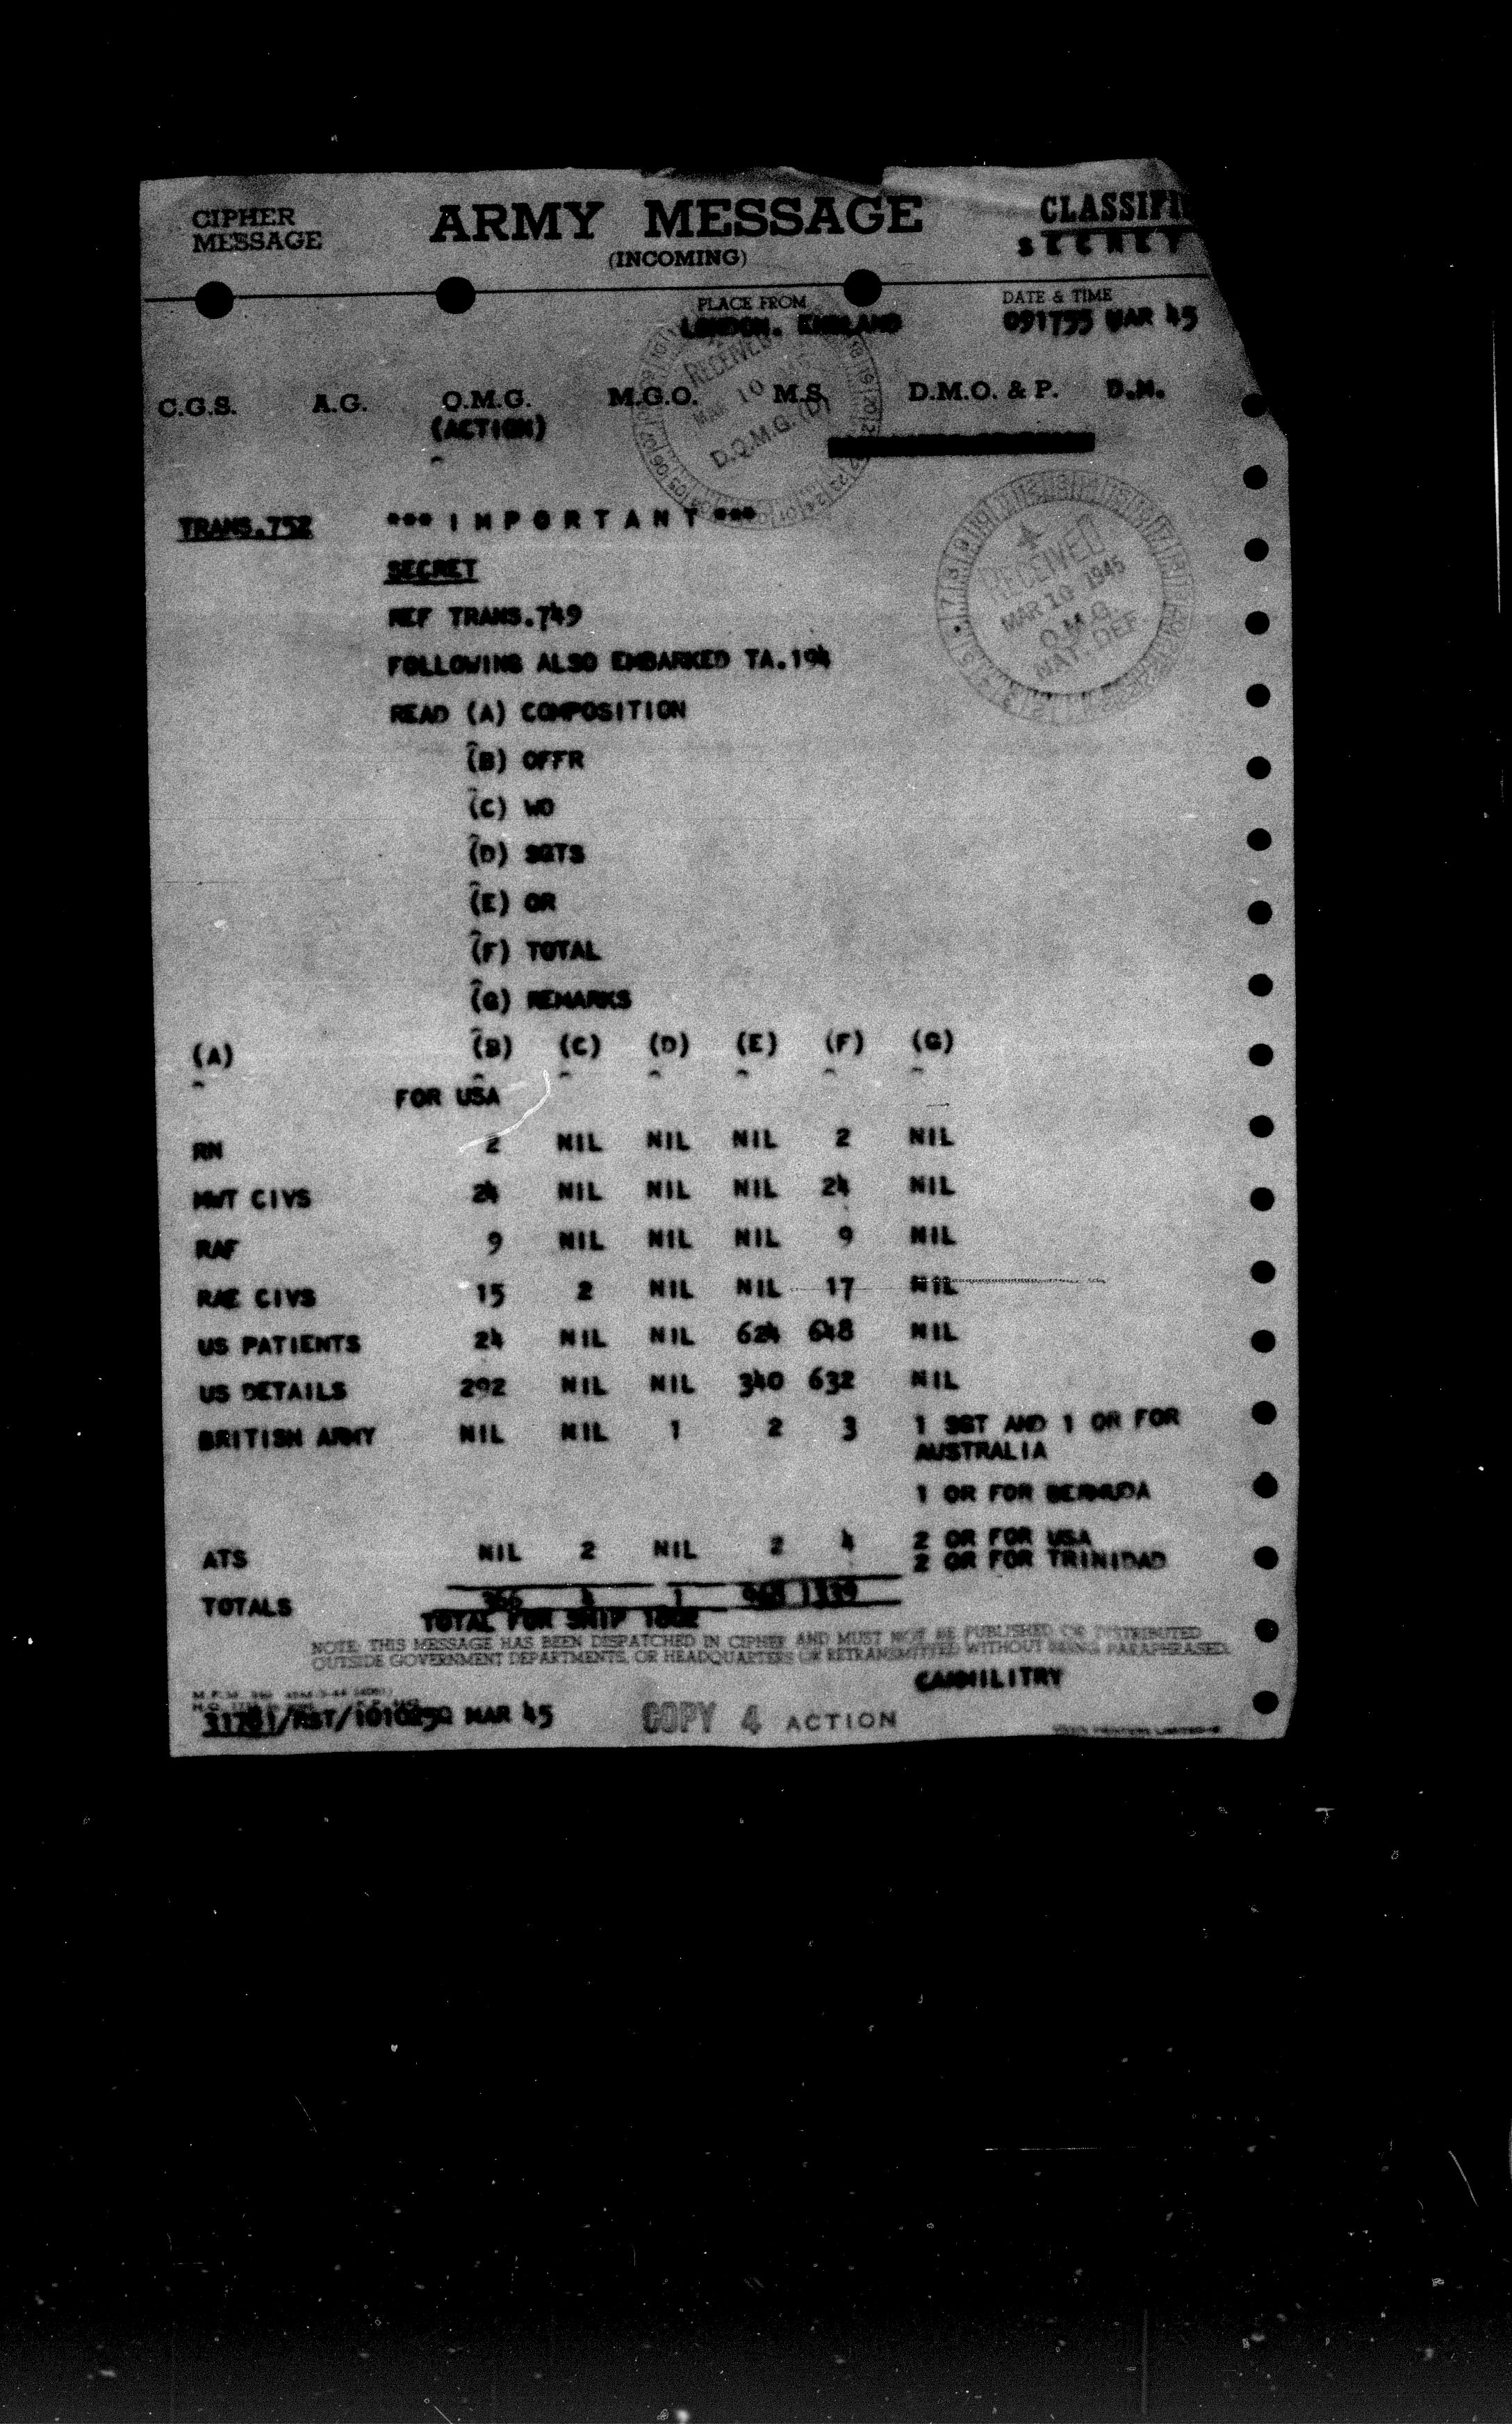 CIPHER
MESSAGE
ARMY MESSAGE
(INCOMING)
SECRET
PLACE FROM
LONDON. ENGLAND
DATE & TIME
091755 MAR 45
C.G.S. A.G. Q.M.G. M.G.O. M.S. D.M.O. & P. D.M.
(ACTION)
RECEIVED
MAR 10 1945
D.Q.M.G. (D)
RECEIVED
MAR 10 1945
Q.M.G.
NAT. DEF.
TRANS.752 *** I M P O R T A N T ***
SECRET
REF TRANS.749
FOLLOWING ALSO EMBARKED TA.194
READ (A) COMPOSITION
(B) OFFR
(C) WO
(D) SGTS
(E) OR
(F) TOTAL
(G) REMARKS
(A) (B) (C) (D) (E) (F) (G)
FOR USA
RN 2 NIL NIL NIL 2 NIL
MWT CIVS 24 NIL NIL NIL 24 NIL
RAF 9 NIL NIL NIL 9 NIL
RAE CIVS 15 2 NIL NIL 17 NIL
US PATIENTS 24 NIL NIL 624 648 NIL
US DETAILS 292 NIL NIL 340 632 NIL
BRITISH ARMY NIL NIL 1 2 3 1 SGT AND 1 OR FOR
AUSTRALIA
1 OR FOR BERMUDA
ATS NIL 2 NIL 2 4 2 OR FOR USA
2 OR FOR TRINIDAD
TOTALS 366 4 1 968 1339
TOTAL FOR SHIP
NOTE: THIS MESSAGE HAS BEEN DISPATCHED IN CIPHER AND MUST NOT BE PUBLISHED OR DISTRIBUTED
OUTSIDE GOVERNMENT DEPARTMENTS, OR HEADQUARTERS OR RETRANSMITTED WITHOUT BEING PARAPHRASED.
CANMILITRY
MAR 45
COPY 4 ACTION